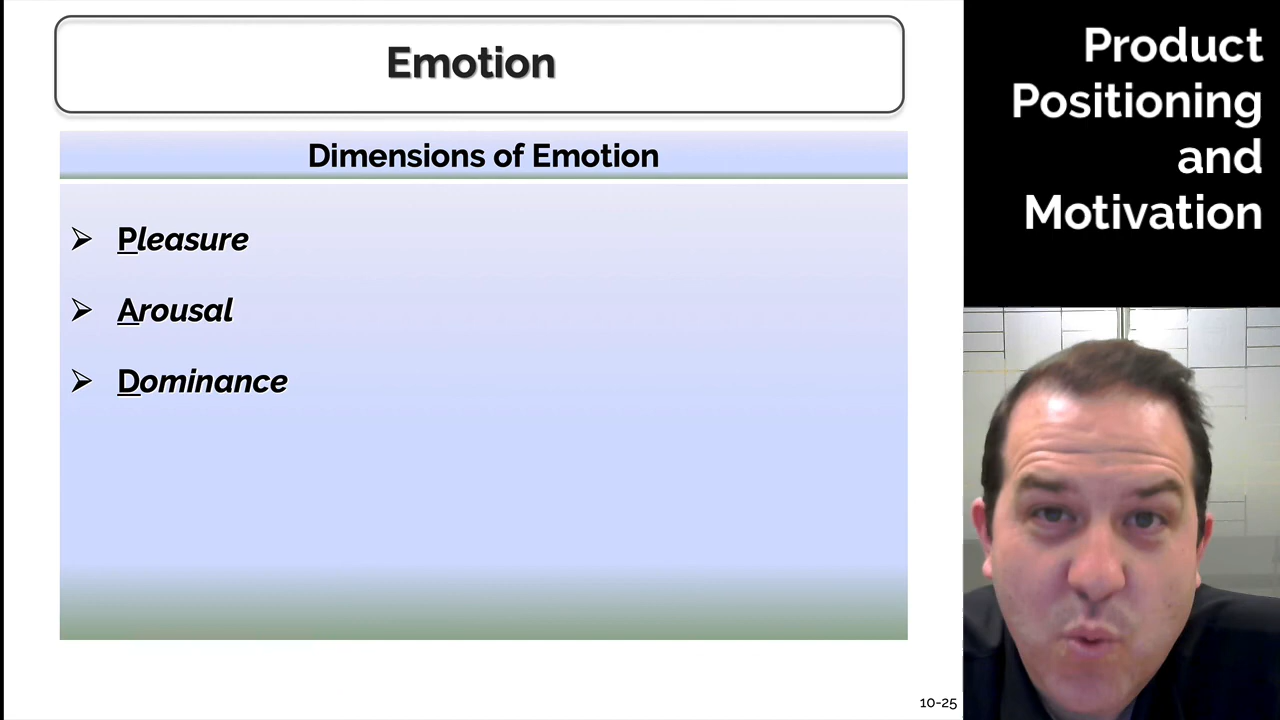 Emotion
Dimensions of Emotion
Pleasure
Arousal
Dominance
10-25
Product
Positioning
and
Motivation